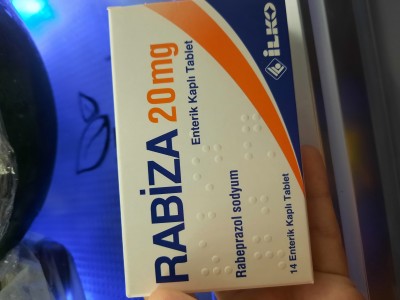 RABİZA 20mg
Enterik Kaplı Tablet
Rabeprazol sodyum
14 Enterik Kaplı Tablet
İLKO